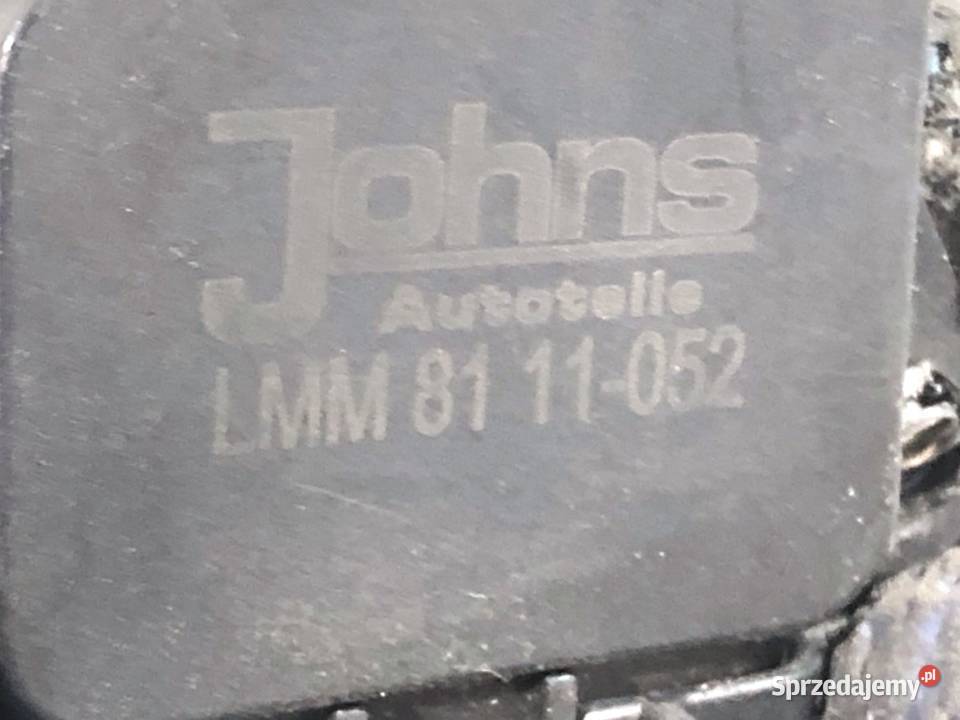 Johns
Autoteile
LMM 81 11-052
Sprzedajemy.pl